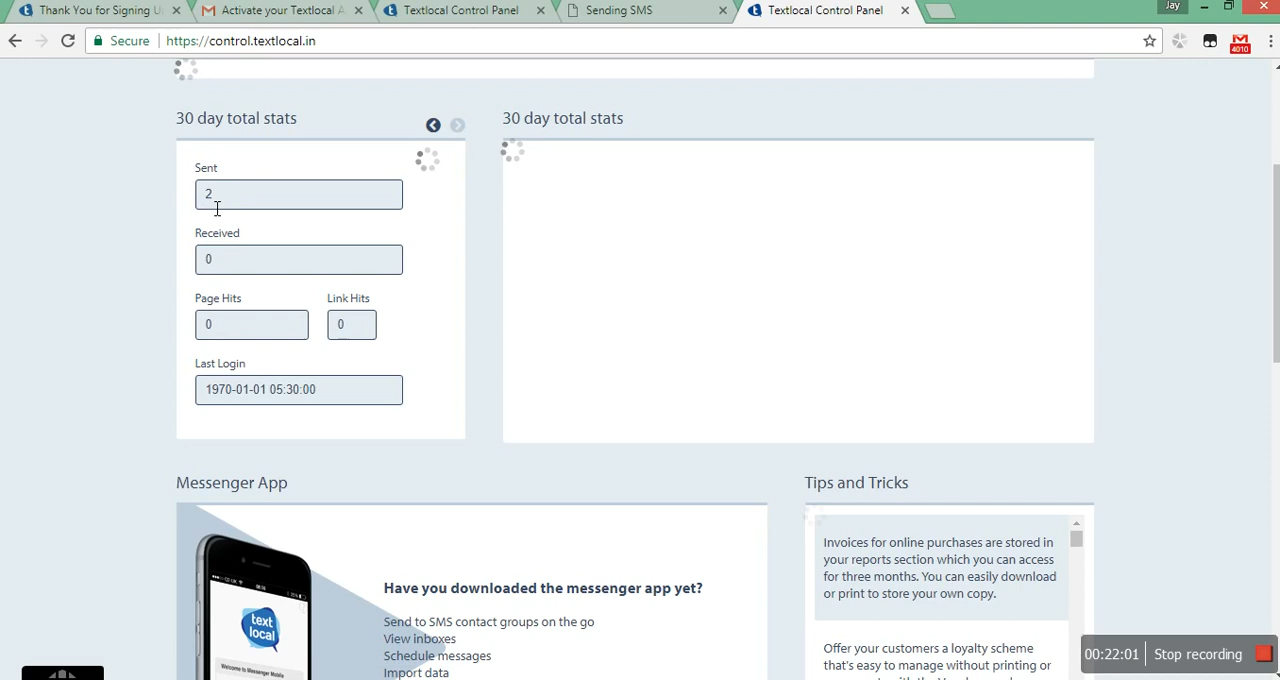 Thank You for Signing U
Activate your Textlocal A
Textlocal Control Panel
Sending SMS
Textlocal Control Panel
Jay
Secure
https://control.textlocal.in
4010
30 day total stats
30 day total stats
Sent
2
Received
0
Page Hits
Link Hits
0
0
Last Login
1970-01-01 05:30:00
Messenger App
Tips and Tricks
Have you downloaded the messenger app yet?
Send to SMS contact groups on the go
View inboxes
Schedule messages
Import data
text
local
Welcome to Messenger Mobile
Invoices for online purchases are stored in
your reports section which you can access
for three months. You can easily download
or print to store your own copy.
Offer your customers a loyalty scheme
that's easy to manage without printing or
00:22:01
Stop recording